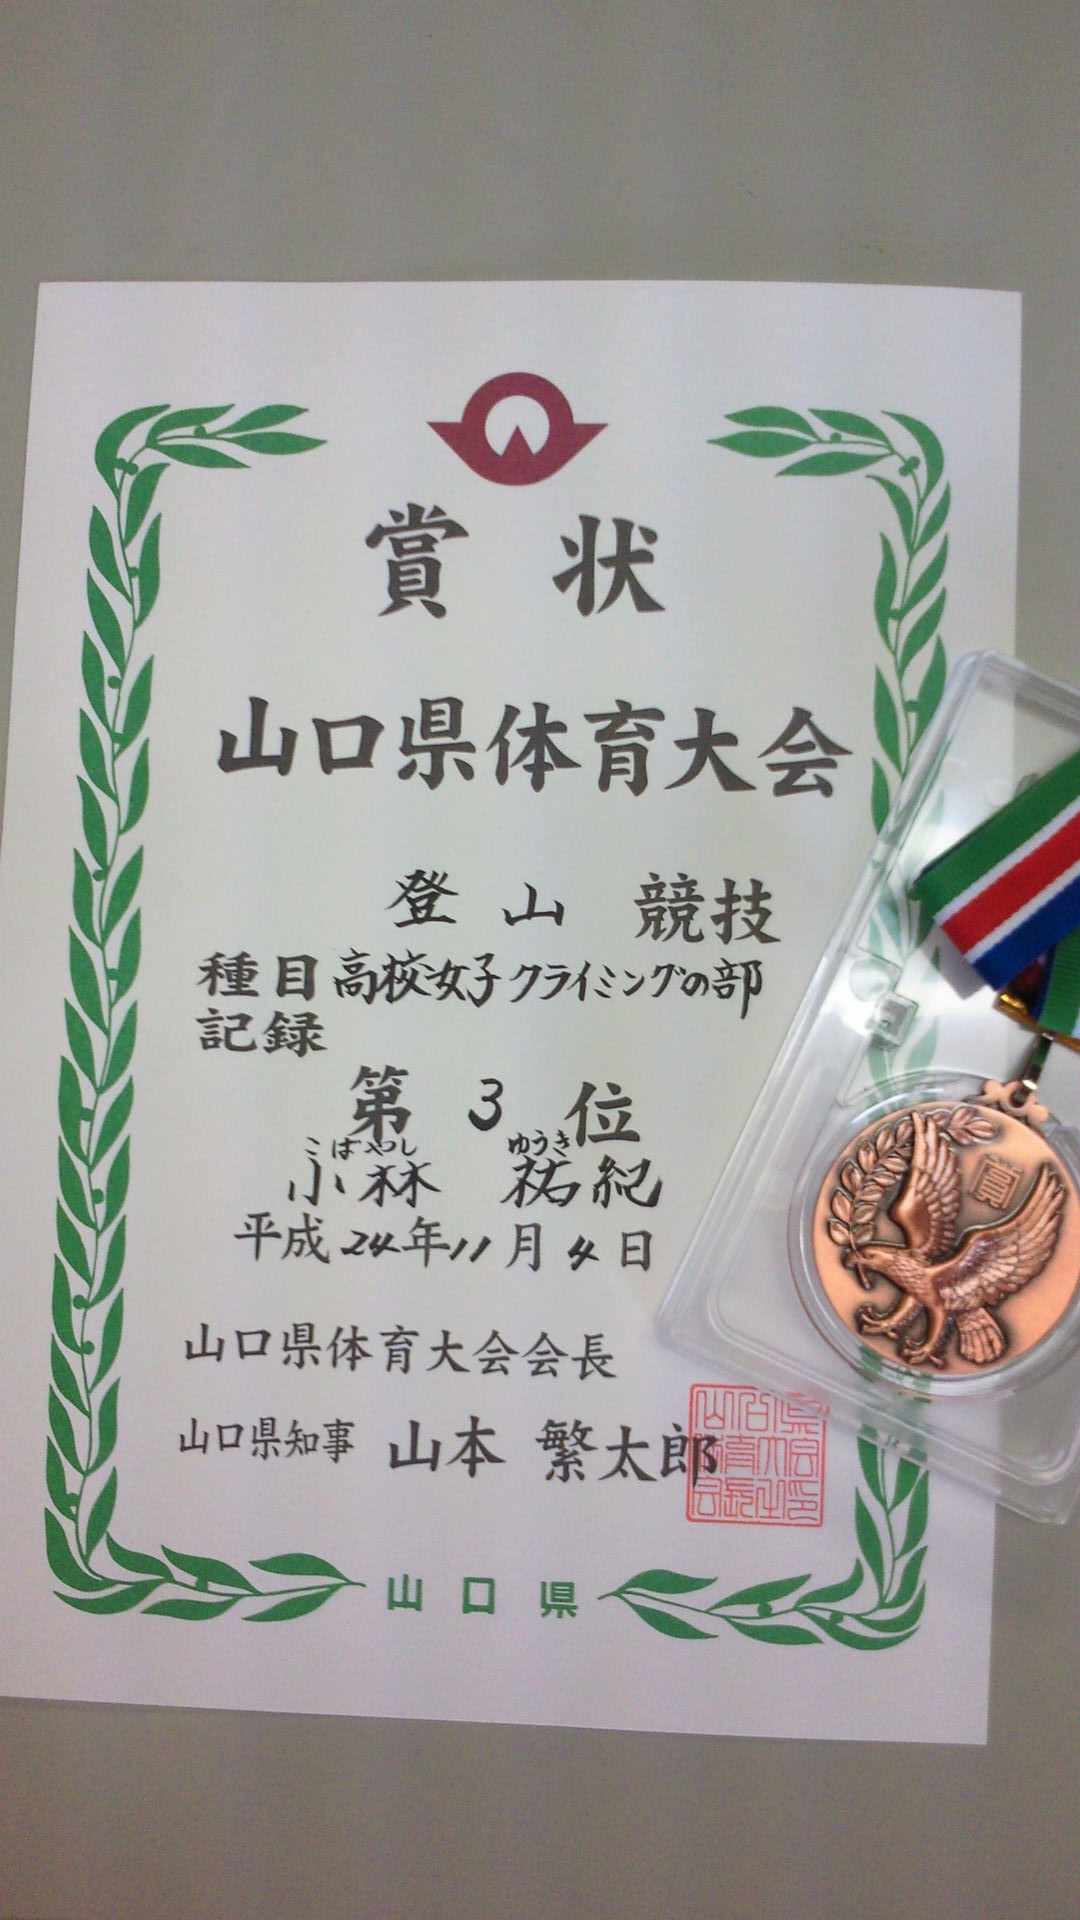 賞状
山口県体育大会
登山競技
種目 高校女子クライミングの部
記録
第3位
こばやし ゆうき
小林 祐紀
平成24年11月4日
山口県体育大会会長
山口県知事 山本 繁太郎
山口県
賞